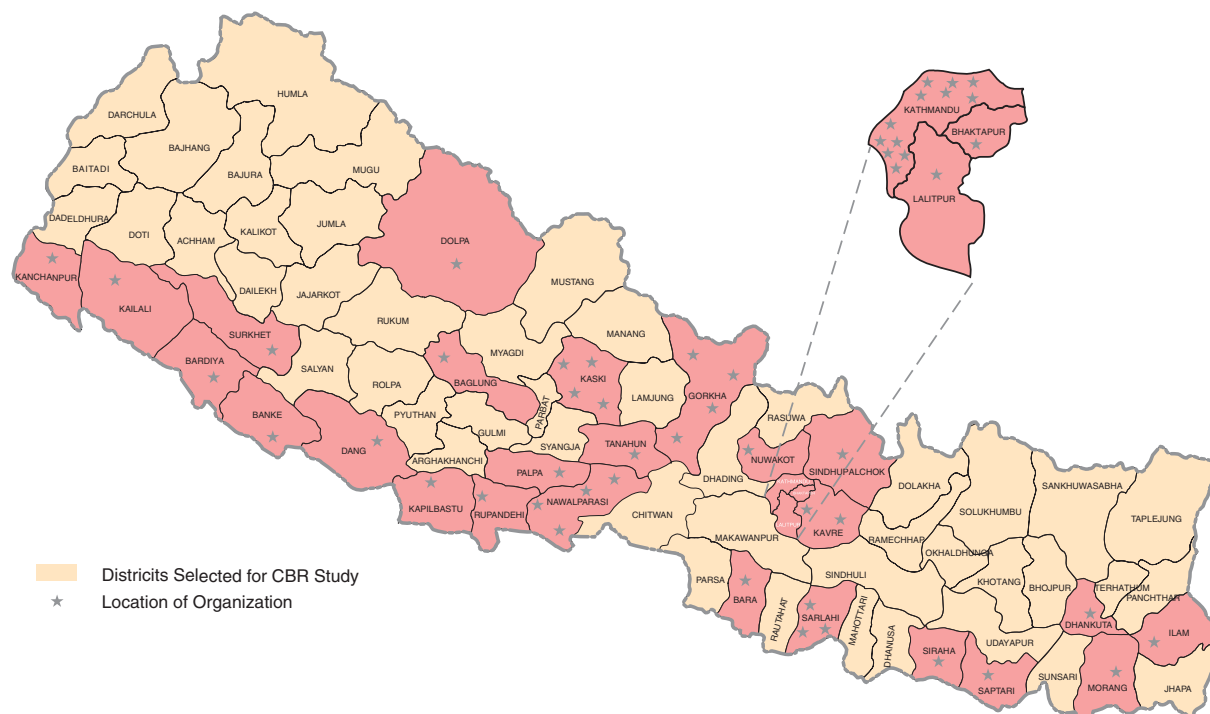 HUMLA
DARCHULA
BAJHANG
BAITADI
BAJURA
MUGU
DADELDHURA
DOTI
ACHHAM
KALIKOT
JUMLA
DOLPA
KANCHANPUR
KAILALI
DAILEKH
JAJARKOT
MUSTANG
RUKUM
SURKHET
MANANG
BARDIYA
SALYAN
MYAGDI
ROLPA
BAGLUNG
KASKI
LAMJUNG
GORKHA
PARBAT
RASUWA
BANKE
PYUTHAN
GULMI
SYANGJA
TANAHUN
DANG
ARGHAKHANCHI
PALPA
NUWAKOT
SINDHUPALCHOK
DHADING
DOLAKHA
SANKHUWASABHA
KAPILBASTU
RUPANDEHI
NAWALPARASI
CHITWAN
KATHMANDU
LALITPUR
KAVRE
SOLUKHUMBU
TAPLEJUNG
MAKAWANPUR
RAMECHHAP
OKHALDHUNGA
PARSA
BARA
RAUTAHAT
SARLAHI
SINDHULI
MAHOTTARI
DHANUSA
KHOTANG
BHOJPUR
TERHATHUM
PANCHTHAR
DHANKUTA
ILAM
SIRAHA
UDAYAPUR
SAPTARI
SUNSARI
MORANG
JHAPA
KATHMANDU
BHAKTAPUR
LALITPUR
Districits Selected for CBR Study
Location of Organization